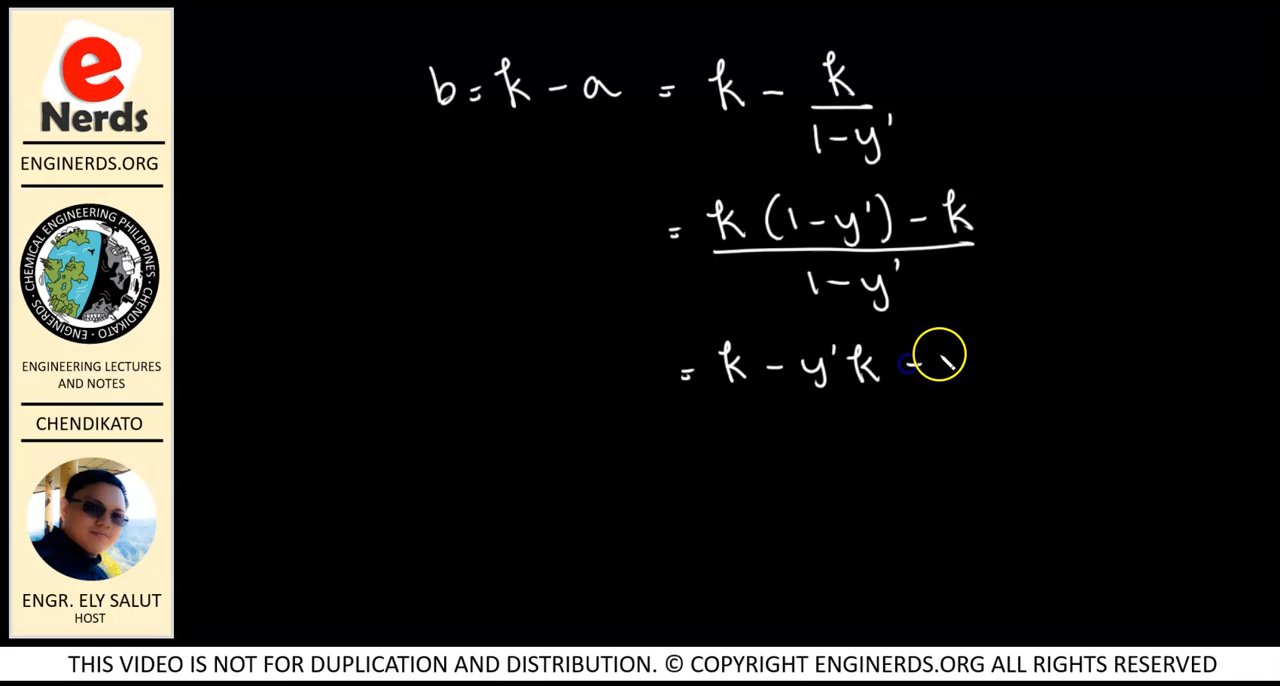 e
Nerds
ENGINERDS.ORG
CHEMICAL ENGINEERING PHILIPPINES · CHENDIKATO · ENGINERDS ·
ENGINEERING LECTURES
AND NOTES
CHENDIKATO
ENGR. ELY SALUT
HOST
b = k - a = k - k
1 - y'
= k (1 - y') - k
1 - y'
= k - y'k -
THIS VIDEO IS NOT FOR DUPLICATION AND DISTRIBUTION. © COPYRIGHT ENGINERDS.ORG ALL RIGHTS RESERVED